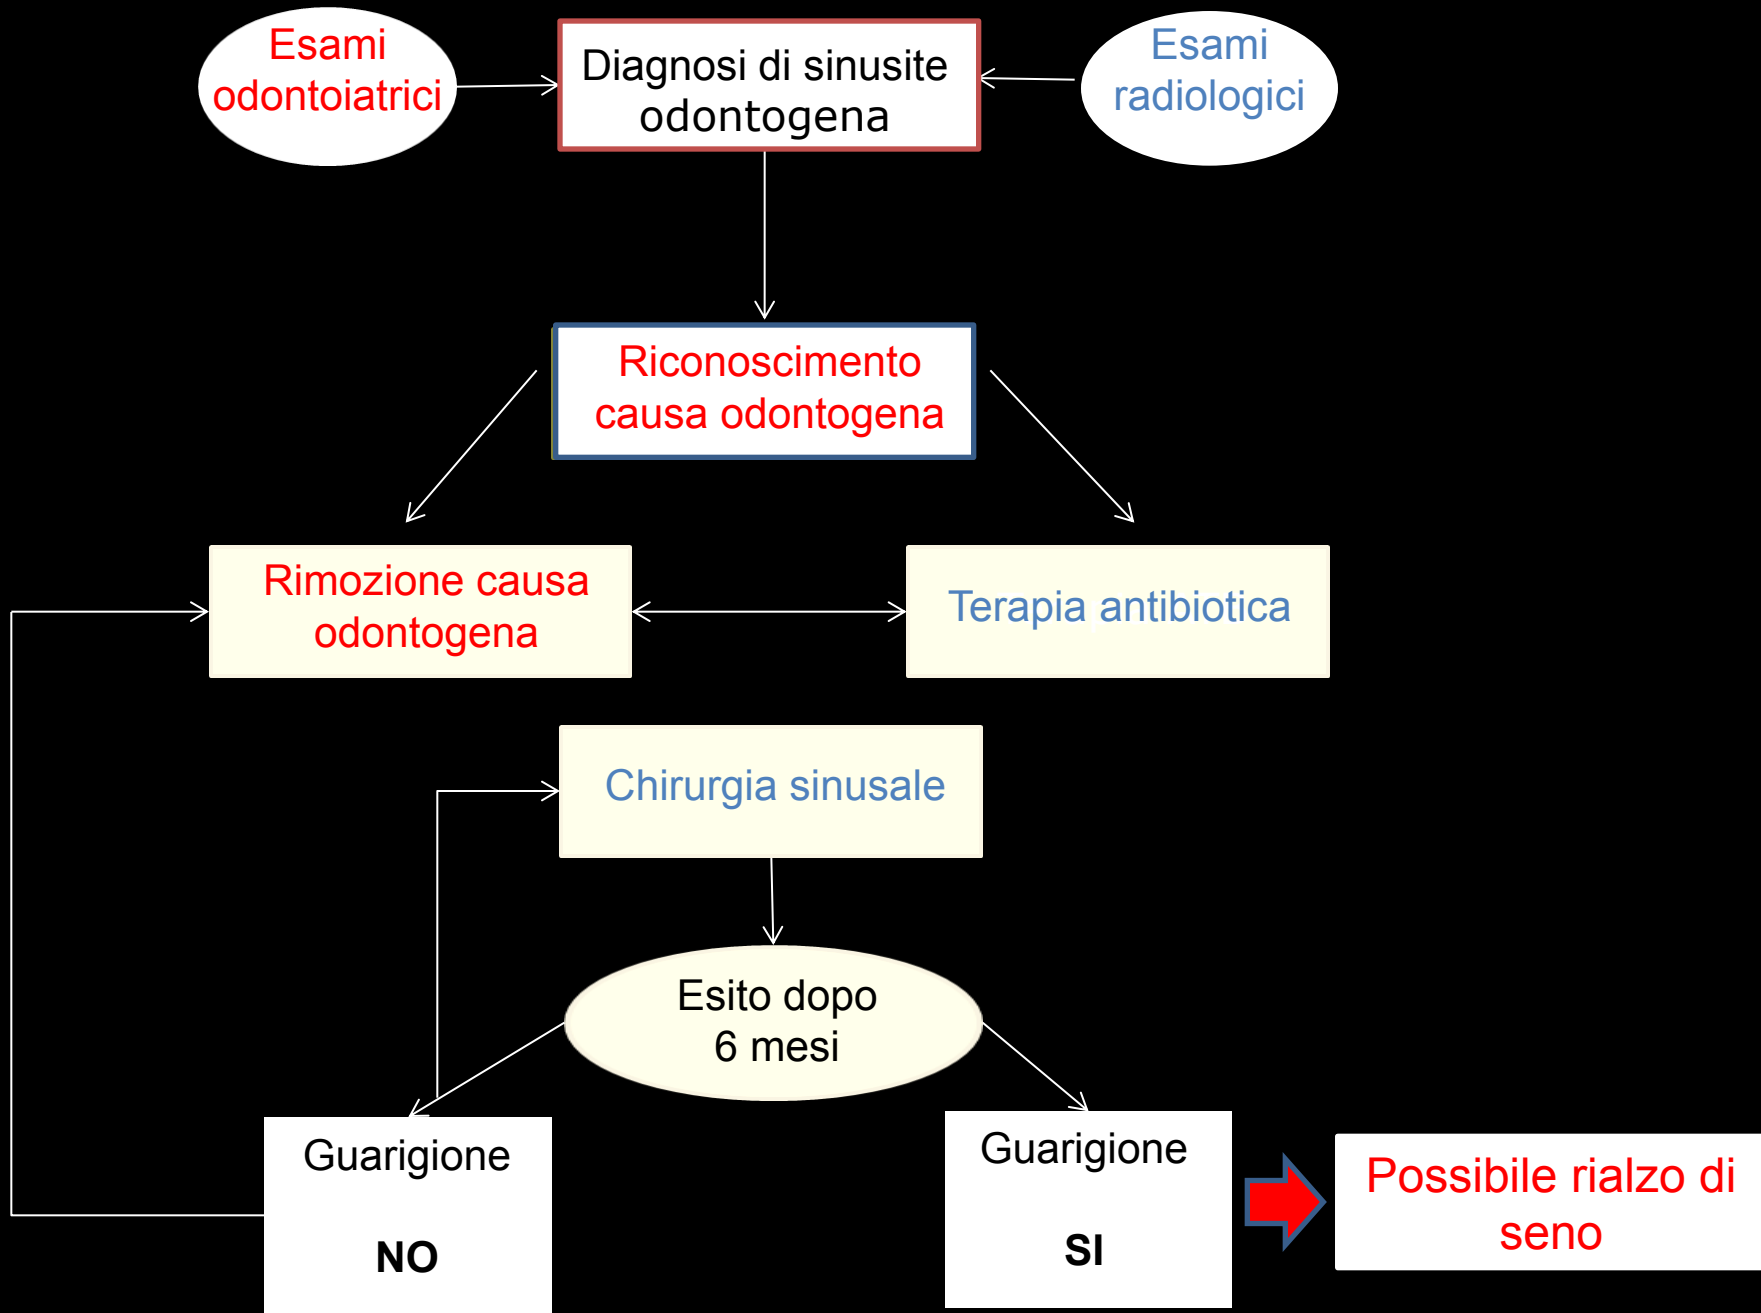 Esami
odontoiatrici
Diagnosi di sinusite
odontogena
Esami
radiologici
Riconoscimento
causa odontogena
Rimozione causa
odontogena
Terapia antibiotica
Chirurgia sinusale
Esito dopo
6 mesi
Guarigione
NO
Guarigione
SI
Possibile rialzo di
seno